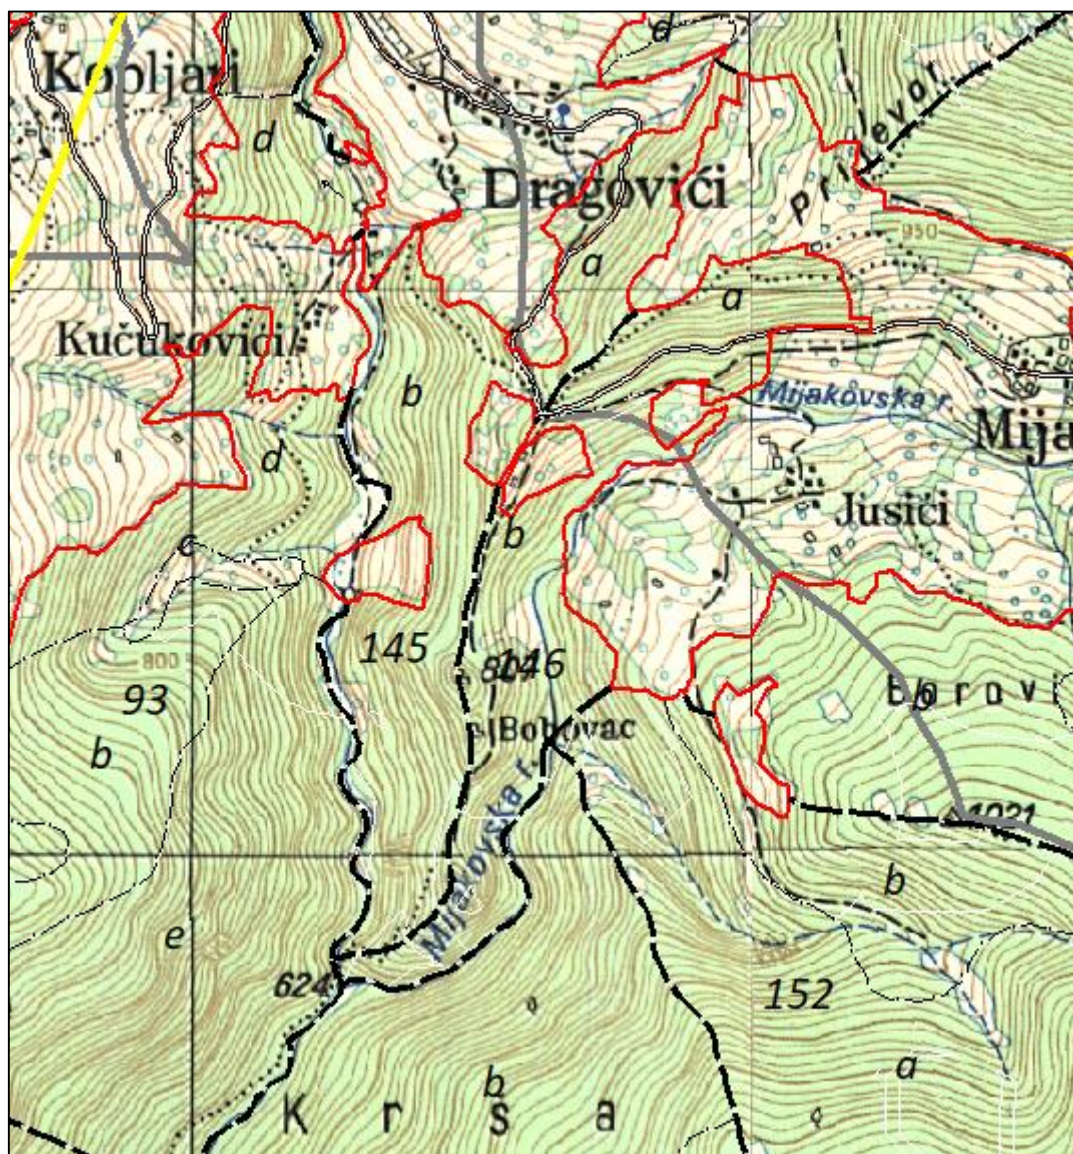 d
Kopljari
d
Prijevor
Dragovići
950
a
a
Kučukovići
b
Mijakovska r.
Mija
d
b
Jusići
c
800
145
146
93
b
Bobovac
b
Mijakovska r.
1021
b
e
624
152
a
b
K r s a